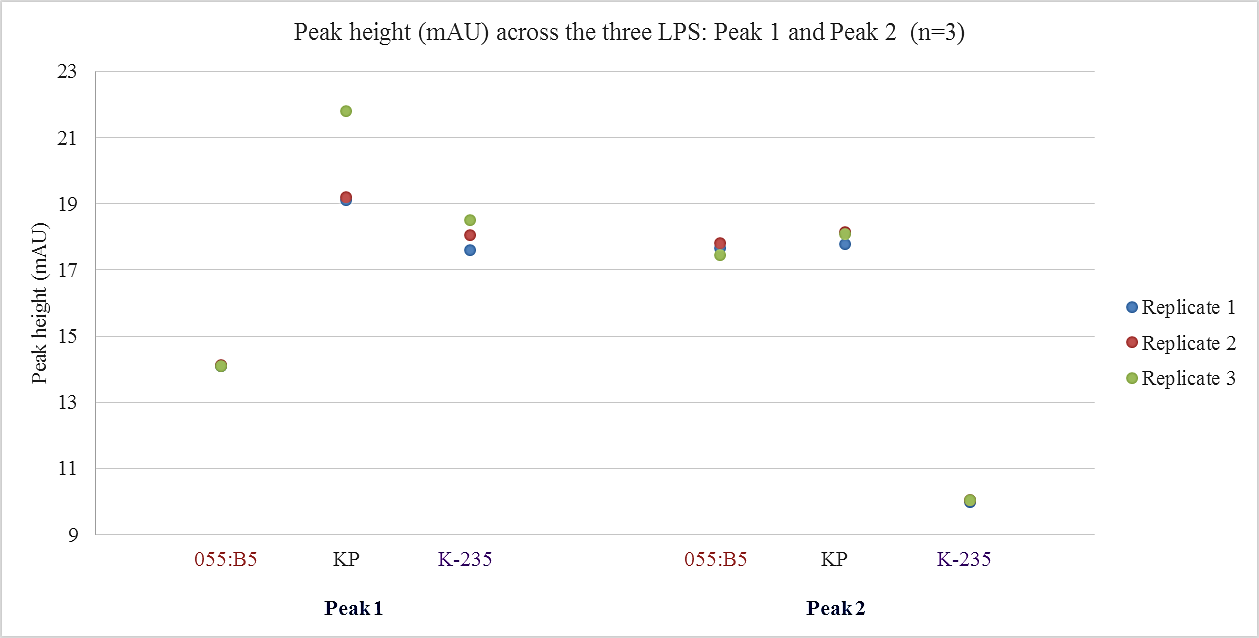 Peak height (mAU) across the three LPS: Peak 1 and Peak 2 (n=3)
Peak height (mAU)
23
21
19
17
15
13
11
9
055:B5 KP K-235 055:B5 KP K-235
Peak 1 Peak 2
Replicate 1
Replicate 2
Replicate 3